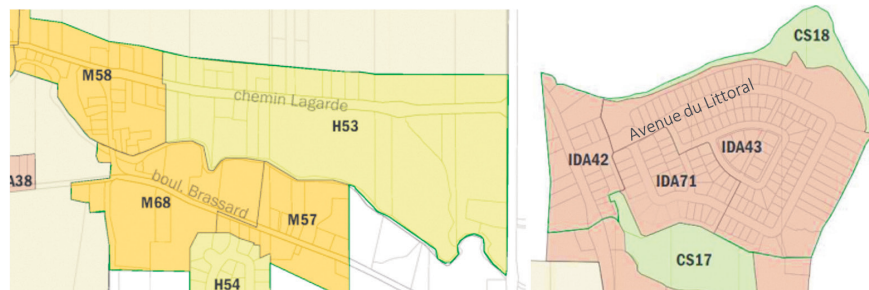 M58
chemin Lagarde
H53
A38
boul. Brassard
M68
M57
H54
CS18
Avenue du Littoral
IDA42
IDA43
IDA71
CS17